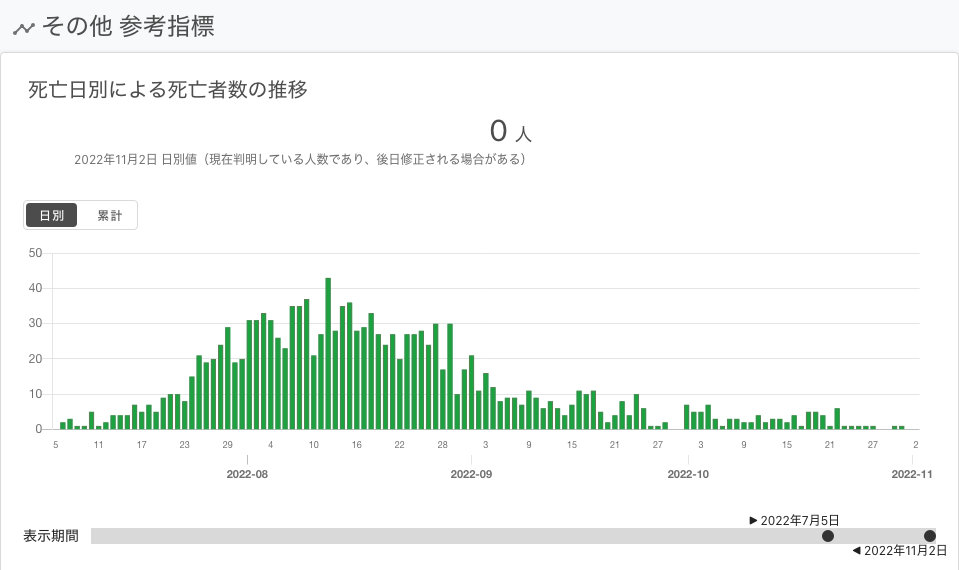 その他 参考指標
死亡日別による死亡者数の推移
0 人
2022年11月2日 日別値（現在判明している人数であり、後日修正される場合がある）
日別 累計
50
40
30
20
10
0
5 11 17 23 29 4 10 16 22 28 3 9 15 21 27 3 9 15 21 27 2
2022-08 2022-09 2022-10 2022-11
▶ 2022年7月5日
表示期間
◀ 2022年11月2日